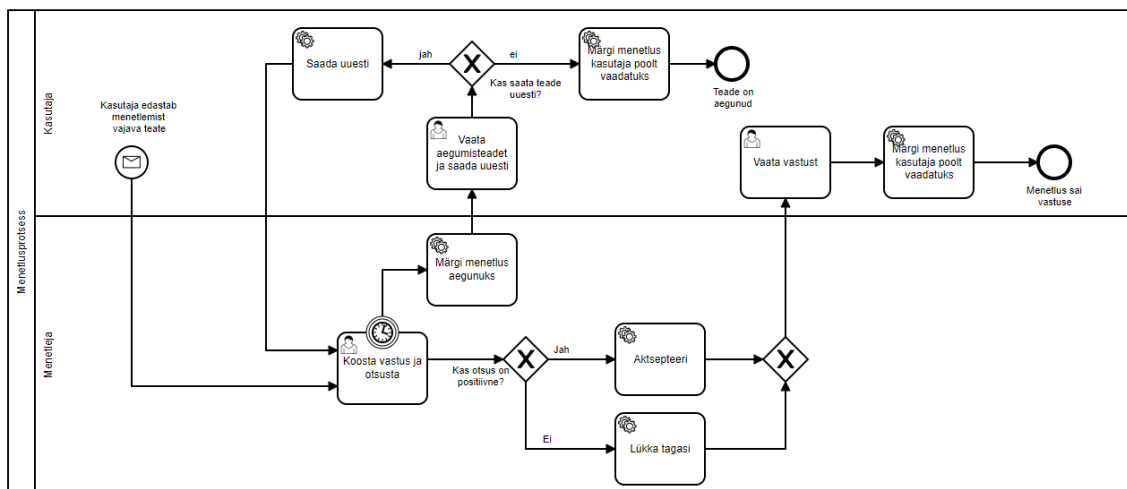 Menetlusprotsess
Kasutaja
Menetleja
Saada uuesti
jah
ei
Kas saata teade
uuesti?
Märgi menetlus
kasutaja poolt
vaadatuks
Teade on
aegunud
Kasutaja edastab
menetlemist
vajava teate
Vaata
aegumisteadet
ja saada uuesti
Vaata vastust
Märgi menetlus
kasutaja poolt
vaadatuks
Menetlus sai
vastuse
Märgi menetlus
aegunuks
Koosta vastus ja
otsusta
Kas otsus on
positiivne?
Jah
Aktsepteeri
Ei
Lükka tagasi